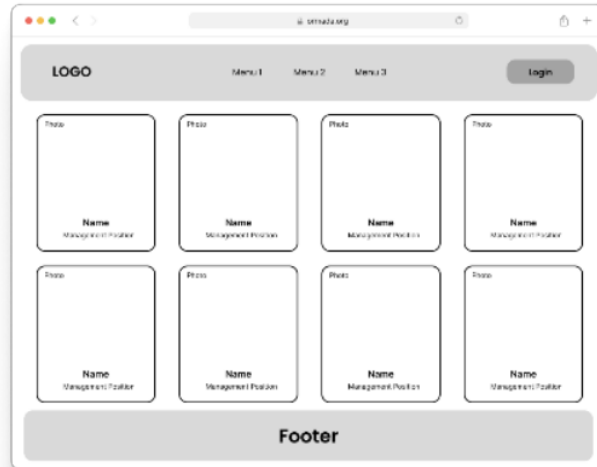 LOGO Menu 1 Menu 2 Menu 3 Login
Photo Photo Photo Photo
Name Name Name Name
Management Position Management Position Management Position Management Position
Photo Photo Photo Photo
Name Name Name Name
Management Position Management Position Management Position Management Position
Footer